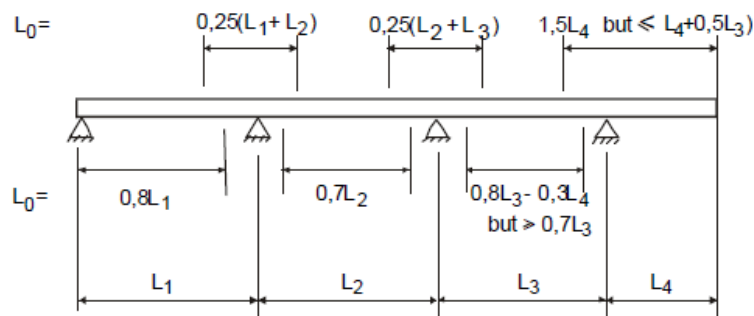 L0= 0,25(L1+ L2) 0,25(L2+ L3) 1,5L4 but ≤ L4+0,5L3)
L0= 0,8L1 0,7L2 0,8L3- 0,3L4
but ≥ 0,7L3
L1 L2 L3 L4